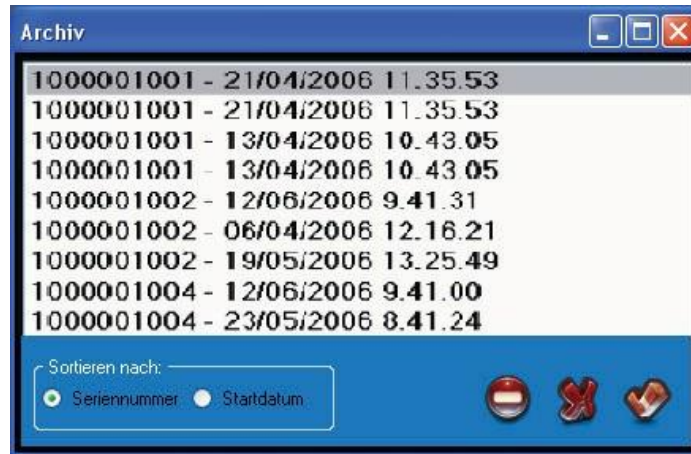 Archiv
1000001001 - 21/04/2006 11.35.53
1000001001 - 21/04/2006 11.35.53
1000001001 - 13/04/2006 10.43.05
1000001001 - 13/04/2006 10.43.05
1000001002 - 12/06/2006 9.41.31
1000001002 - 06/04/2006 12.16.21
1000001002 - 19/05/2006 13.25.49
1000001004 - 12/06/2006 9.41.00
1000001004 - 23/05/2006 8.41.24
Sortieren nach:
Seriennummer Startdatum